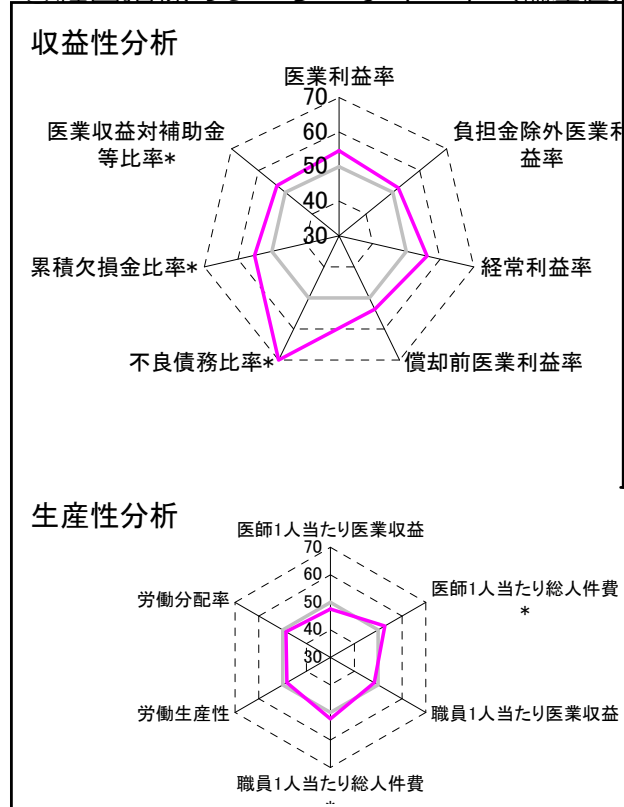 収益性分析
医業利益率
70
60
50
40
30
負担金除外医業利
益率
経常利益率
償却前医業利益率
不良債務比率*
累積欠損金比率*
医業収益対補助金
等比率*
生産性分析
医師1人当たり医業収益
70
60
50
40
30
医師1人当たり総人件費
*
職員1人当たり医業収益
職員1人当たり総人件費
*
労働生産性
労働分配率